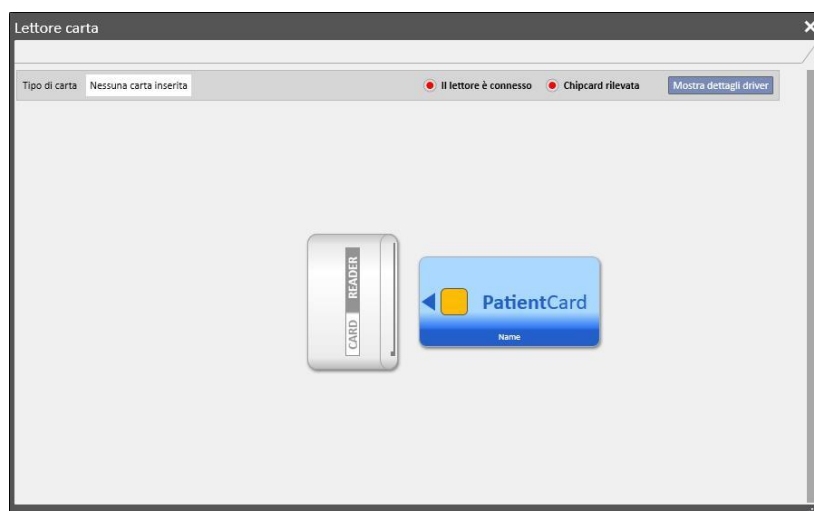 Lettore carta
Tipo di carta Nessuna carta inserita Il lettore è connesso Chipcard rilevata Mostra dettagli driver
CARD READER
PatientCard
Name